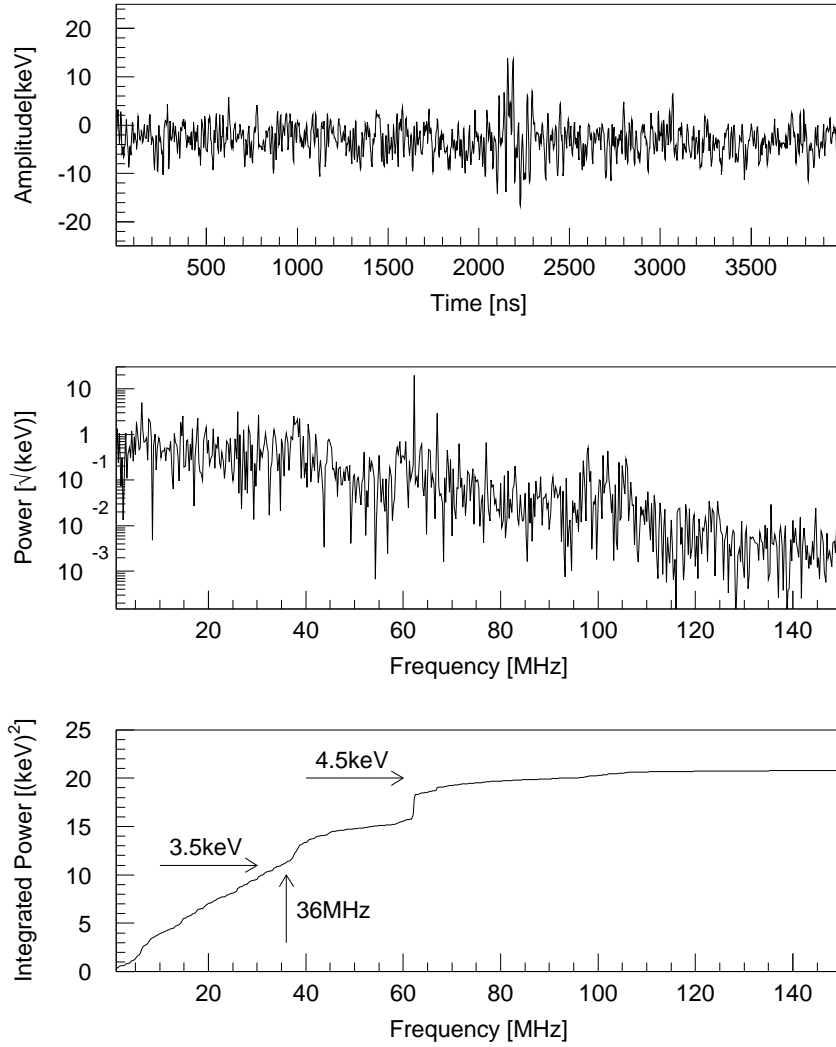 Amplitude[keV]
20
10
0
-10
-20
500 1000 1500 2000 2500 3000 3500
Time [ns]
Power [√(keV)]
10
1
10⁻¹
10⁻²
10⁻³
20 40 60 80 100 120 140
Frequency [MHz]
Integrated Power [(keV)²]
25
20
15
10
5
0
4.5keV
3.5keV
36MHz
20 40 60 80 100 120 140
Frequency [MHz]